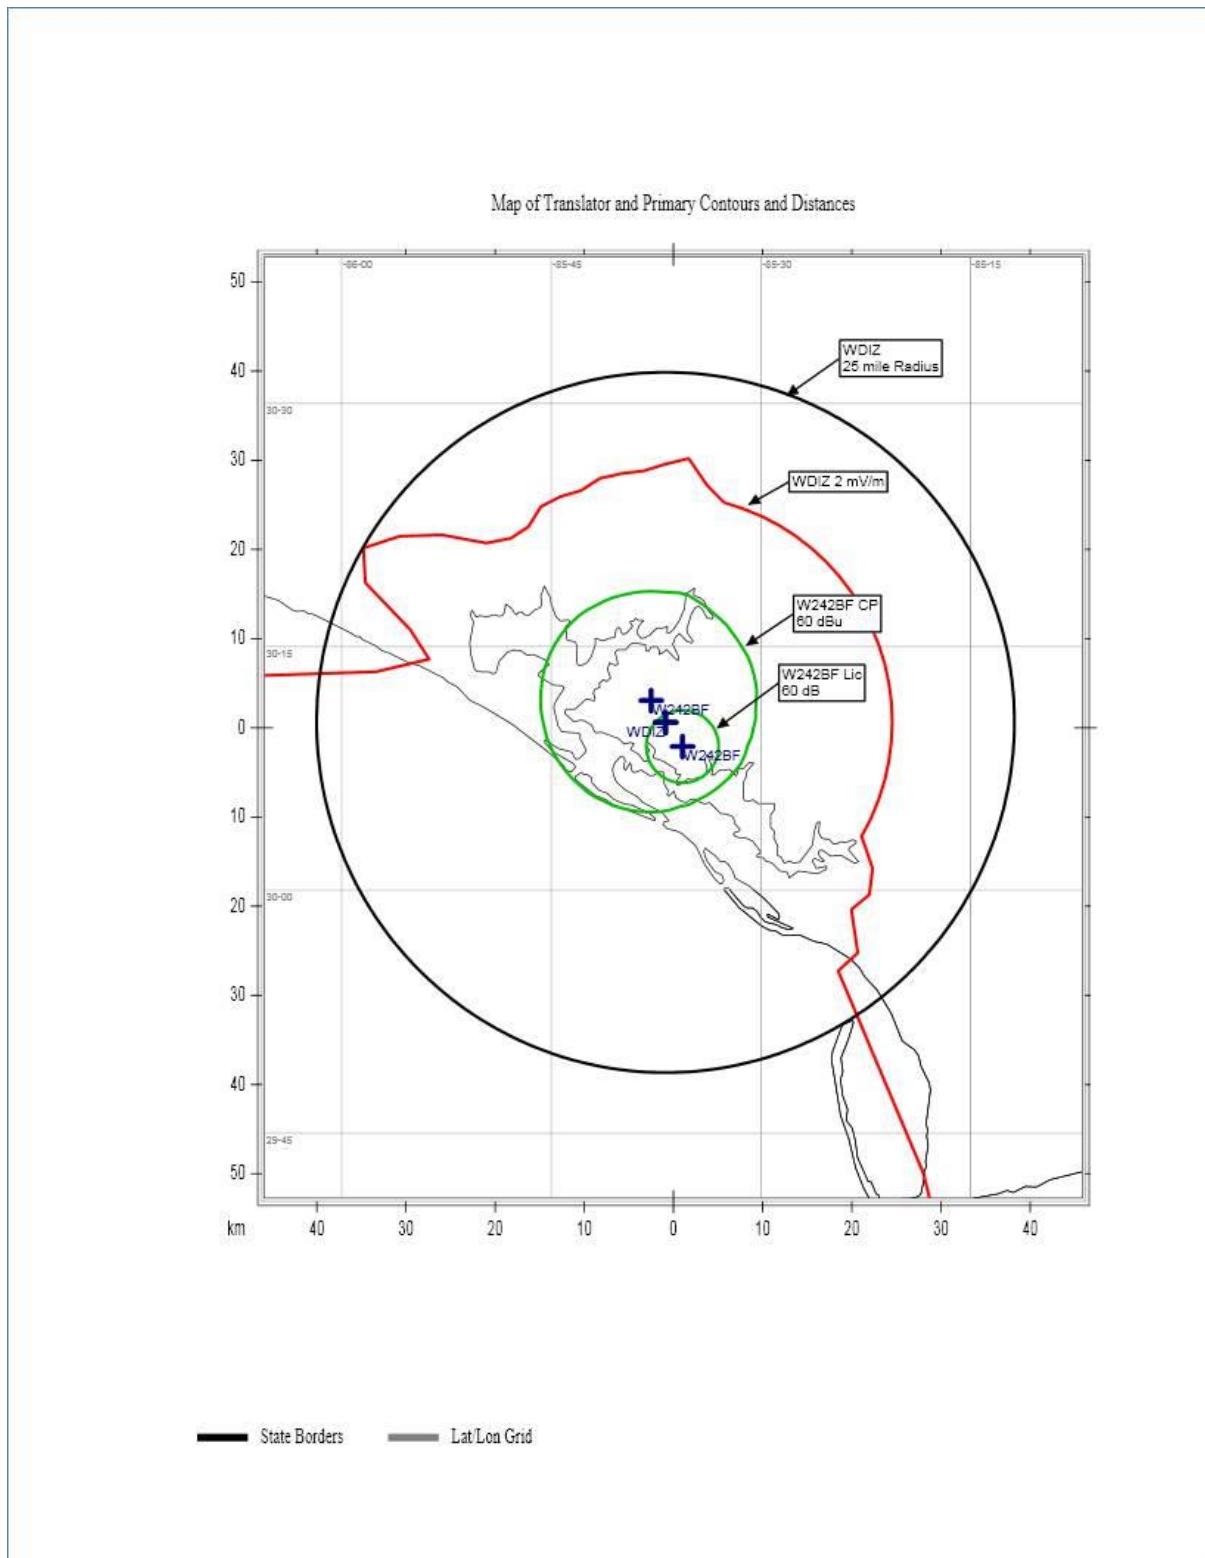 Map of Translator and Primary Contours and Distances
-86-00
-85-45
-85-30
-85-15
50
40
30
20
10
0
10
20
30
40
50
30-30
30-15
30-00
29-45
WDIZ
25 mile Radius
WDIZ 2 mV/m
W242BF CP
60 dBu
W242BF Lic
60 dB
W242BF
WDIZ
W242BF
km
40
30
20
10
0
10
20
30
40
State Borders
Lat/Lon Grid